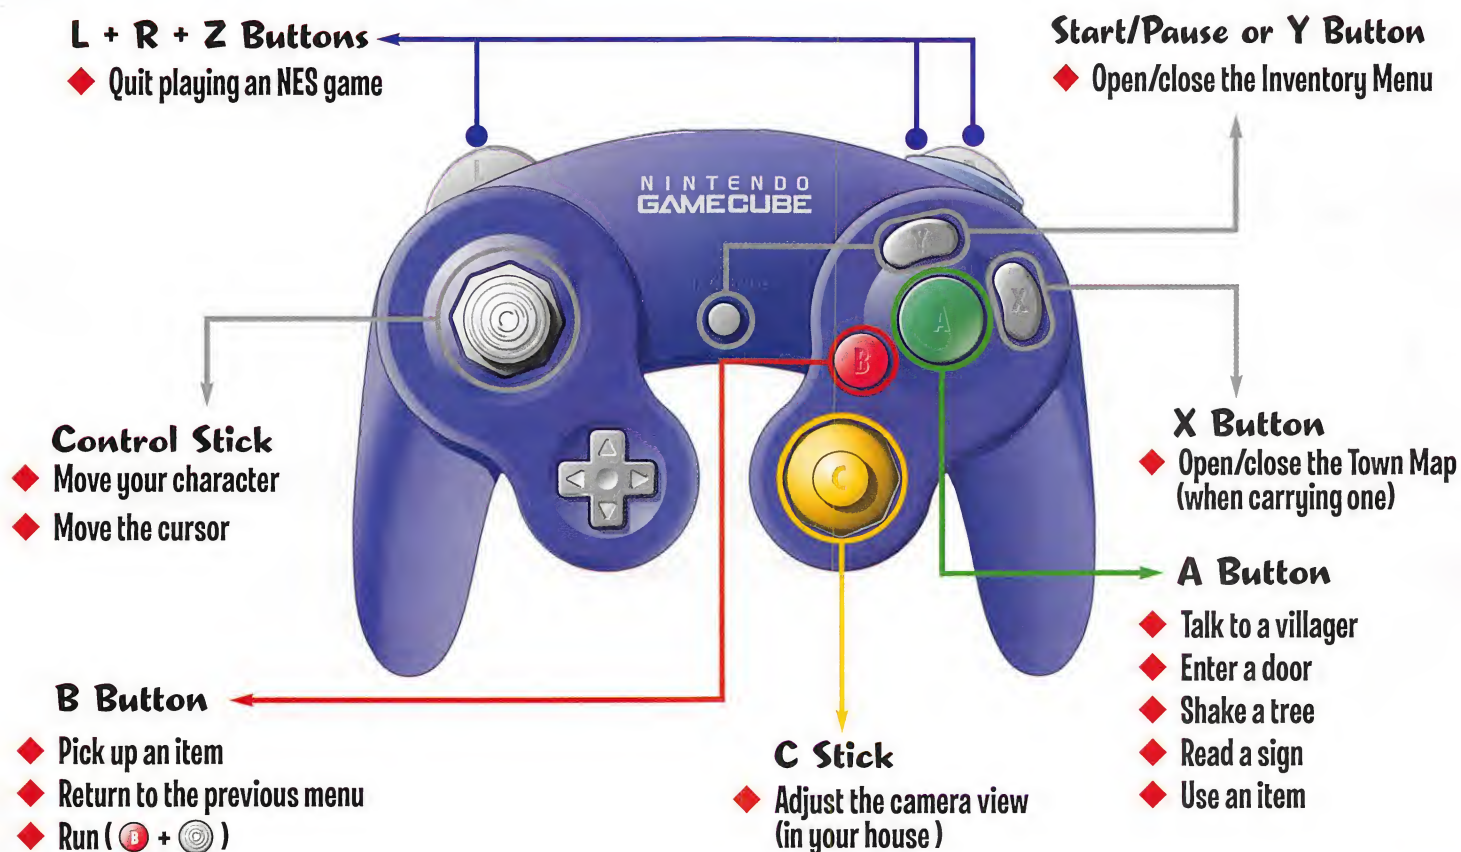 L + R + Z Buttons
◆ Quit playing an NES game
Start/Pause or Y Button
◆ Open/close the Inventory Menu
L
NINTENDO
GAMECUBE
Y
X
A
B
C
Control Stick
◆ Move your character
◆ Move the cursor
X Button
◆ Open/close the Town Map
(when carrying one)
A Button
◆ Talk to a villager
◆ Enter a door
◆ Shake a tree
◆ Read a sign
◆ Use an item
B Button
◆ Pick up an item
◆ Return to the previous menu
◆ Run ( B + )
C Stick
◆ Adjust the camera view
(in your house )